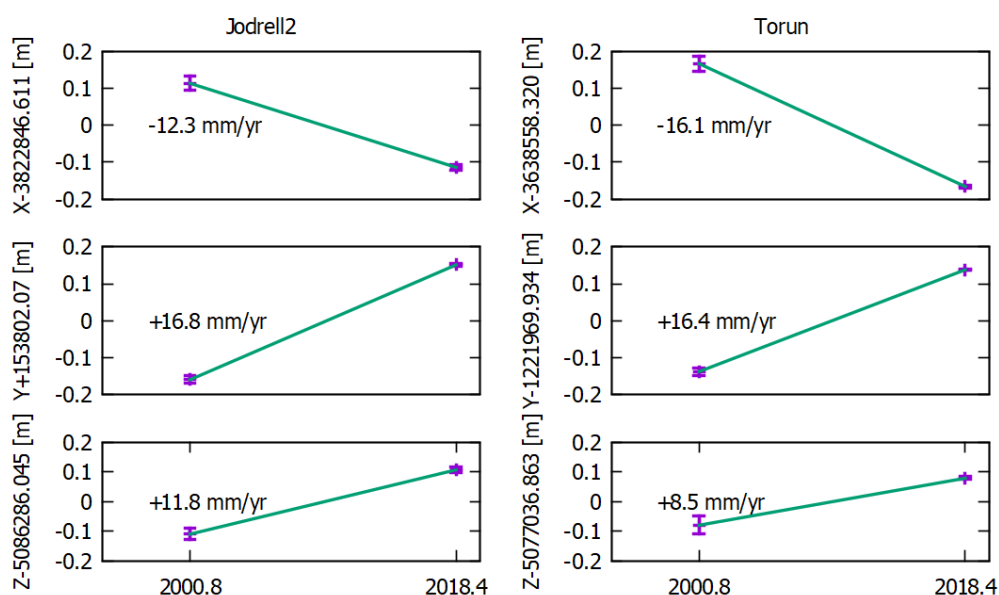 Jodrell2
X-3822846.611 [m]
0.2
0.1
0
-0.1
-0.2
-12.3 mm/yr
Y+153802.07 [m]
0.2
0.1
0
-0.1
-0.2
+16.8 mm/yr
Z-5086286.045 [m]
0.2
0.1
0
-0.1
-0.2
+11.8 mm/yr
2000.8
2018.4
Torun
X-3638558.320 [m]
0.2
0.1
0
-0.1
-0.2
-16.1 mm/yr
Y-1221969.934 [m]
0.2
0.1
0
-0.1
-0.2
+16.4 mm/yr
Z-5077036.863 [m]
0.2
0.1
0
-0.1
-0.2
+8.5 mm/yr
2000.8
2018.4